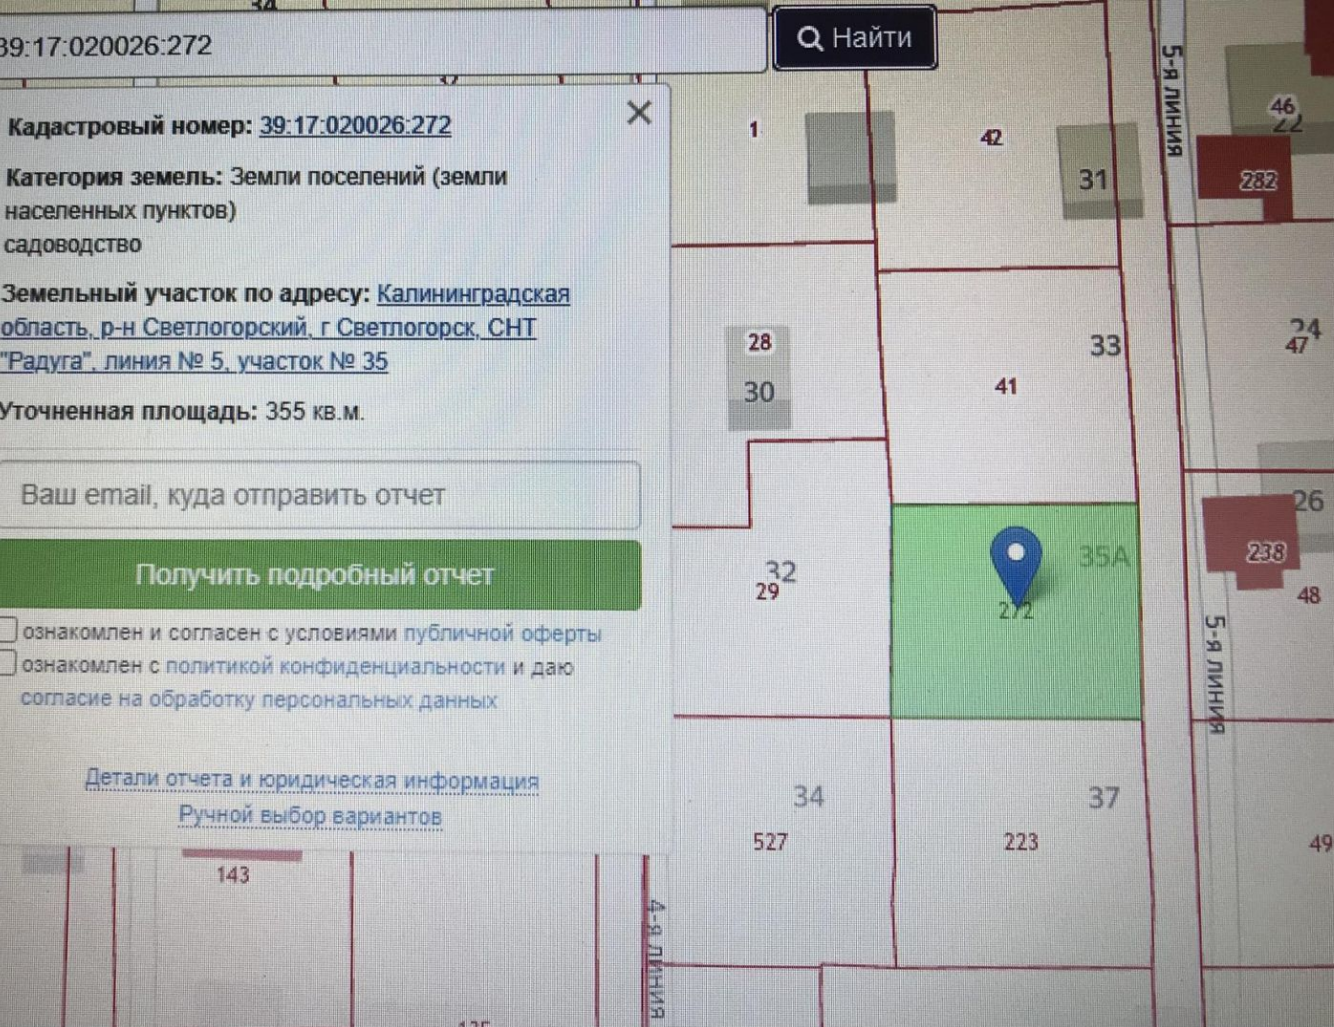 39:17:020026:272
Найти
Кадастровый номер: 39:17:020026:272
Категория земель: Земли поселений (земли
населенных пунктов)
садоводство
Земельный участок по адресу: Калининградская
область, р-н Светлогорский, г Светлогорск, СНТ
"Радуга", линия № 5, участок № 35
Уточненная площадь: 355 кв.м.
Ваш email, куда отправить отчет
Получить подробный отчет
ознакомлен и согласен с условиями публичной оферты
ознакомлен с политикой конфиденциальности и даю
согласие на обработку персональных данных
Детали отчета и юридическая информация
Ручной выбор вариантов
1
42
31
5-я ЛИНИЯ
46
22
282
28
30
33
41
24
47
32
29
35А
272
26
238
48
5-я ЛИНИЯ
34
527
37
223
49
143
4-я ЛИНИЯ